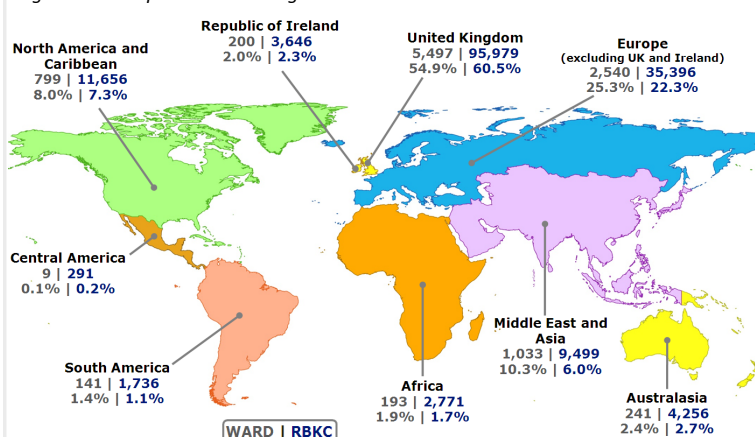 Republic of Ireland
200 | 3,646
2.0% | 2.3%
United Kingdom
5,497 | 95,979
54.9% | 60.5%
Europe
(excluding UK and Ireland)
2,540 | 35,396
25.3% | 22.3%
North America and
Caribbean
799 | 11,656
8.0% | 7.3%
Central America
9 | 291
0.1% | 0.2%
South America
141 | 1,736
1.4% | 1.1%
Africa
193 | 2,771
1.9% | 1.7%
Middle East and
Asia
1,033 | 9,499
10.3% | 6.0%
Australasia
241 | 4,256
2.4% | 2.7%
WARD | RBKC